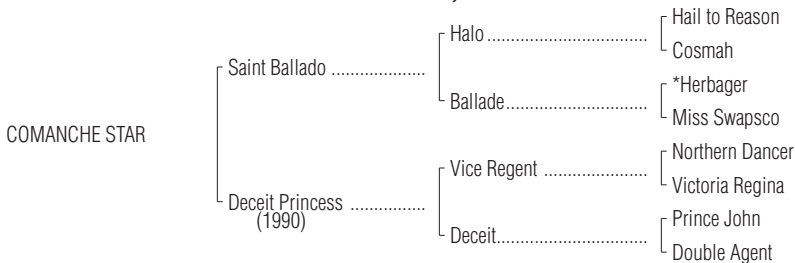 Hail to Reason
Halo ..................................
Cosmah
Saint Ballado ....................
*Herbager
Ballade..............................
Miss Swapsco
COMANCHE STAR
Northern Dancer
Vice Regent ......................
Victoria Regina
Deceit Princess ................
(1990)
Prince John
Deceit................................
Double Agent